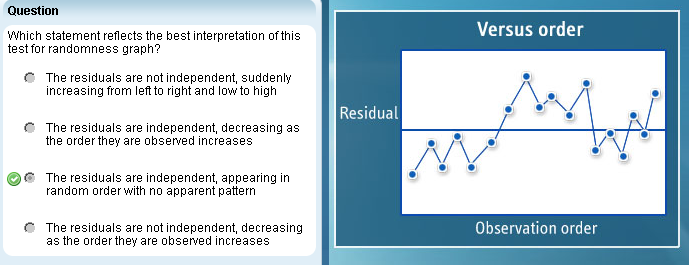 Question
Which statement reflects the best interpretation of this
test for randomness graph?
The residuals are not independent, suddenly
increasing from left to right and low to high
The residuals are independent, decreasing as
the order they are observed increases
The residuals are independent, appearing in
random order with no apparent pattern
The residuals are not independent, decreasing
as the order they are observed increases
Versus order
Residual
Observation order